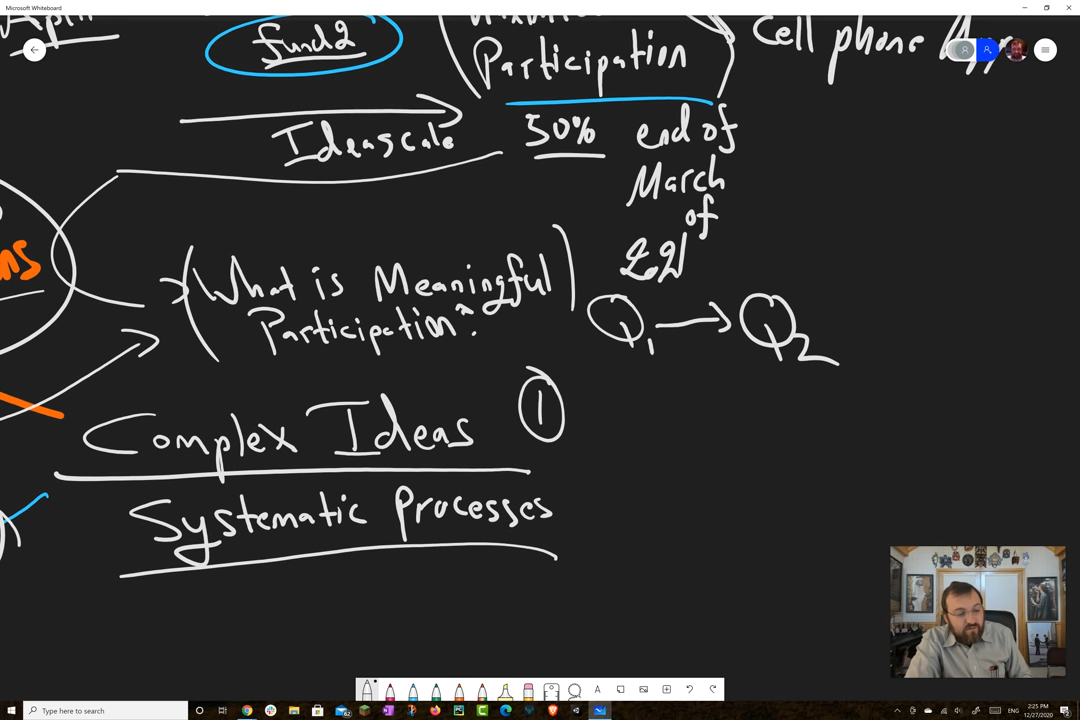 Microsoft Whiteboard
fund2
Participation
Cell phone
Ideascale
50%
end of
March
of
What is Meaningful
Participation?
Q1 → Q2
Complex Ideas
1
Systematic Processes
Type here to search
62
ENG
2:25 PM
12/27/2020